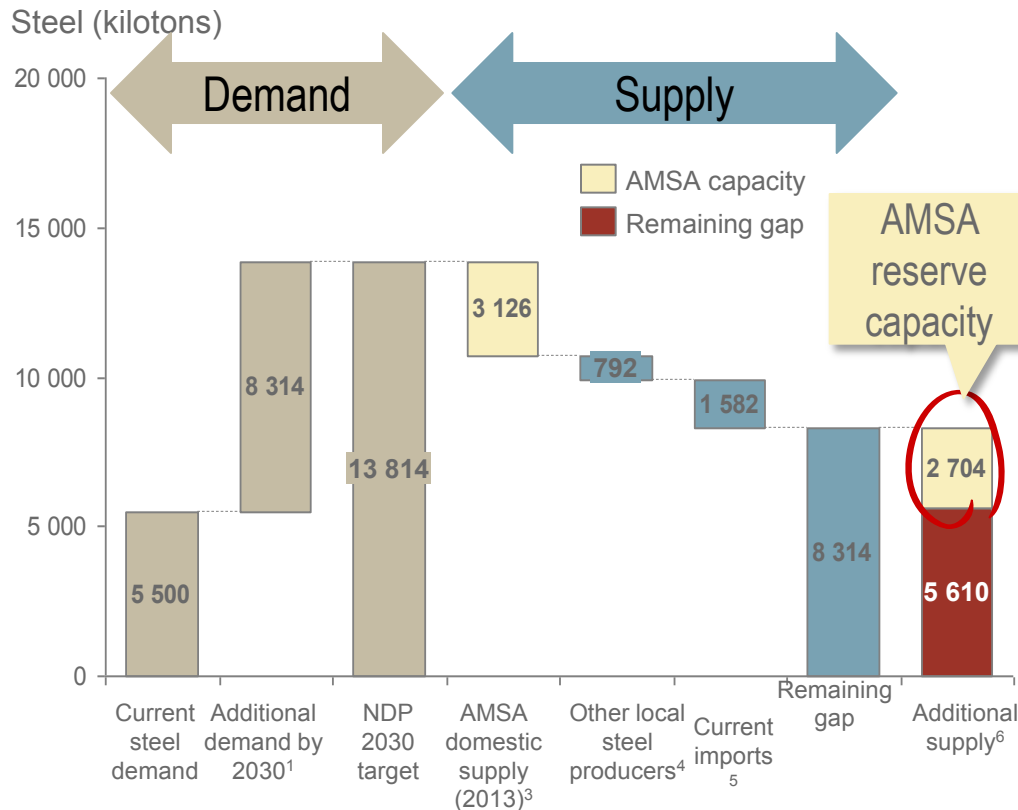 Steel (kilotons)
Demand
Supply
20 000
15 000
10 000
5 000
0
AMSA capacity
Remaining gap
AMSA
reserve
capacity
5 500
8 314
13 814
3 126
792
1 582
8 314
2 704
5 610
Current
steel
demand
Additional
demand by
2030¹
NDP
2030
target
AMSA
domestic
supply
(2013)³
Other local
steel
producers⁴
Current
imports
5
Remaining
gap
Additional
supply⁶